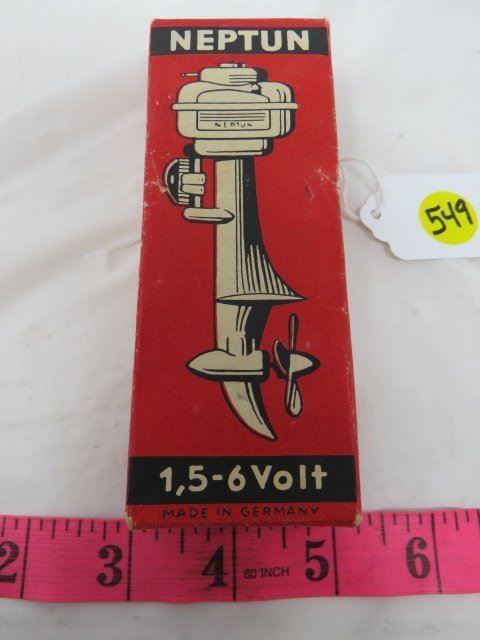 NEPTUN
NEPTUN
549
1,5-6 Volt
MADE IN GERMANY
2 3 4 60 INCH 5 6